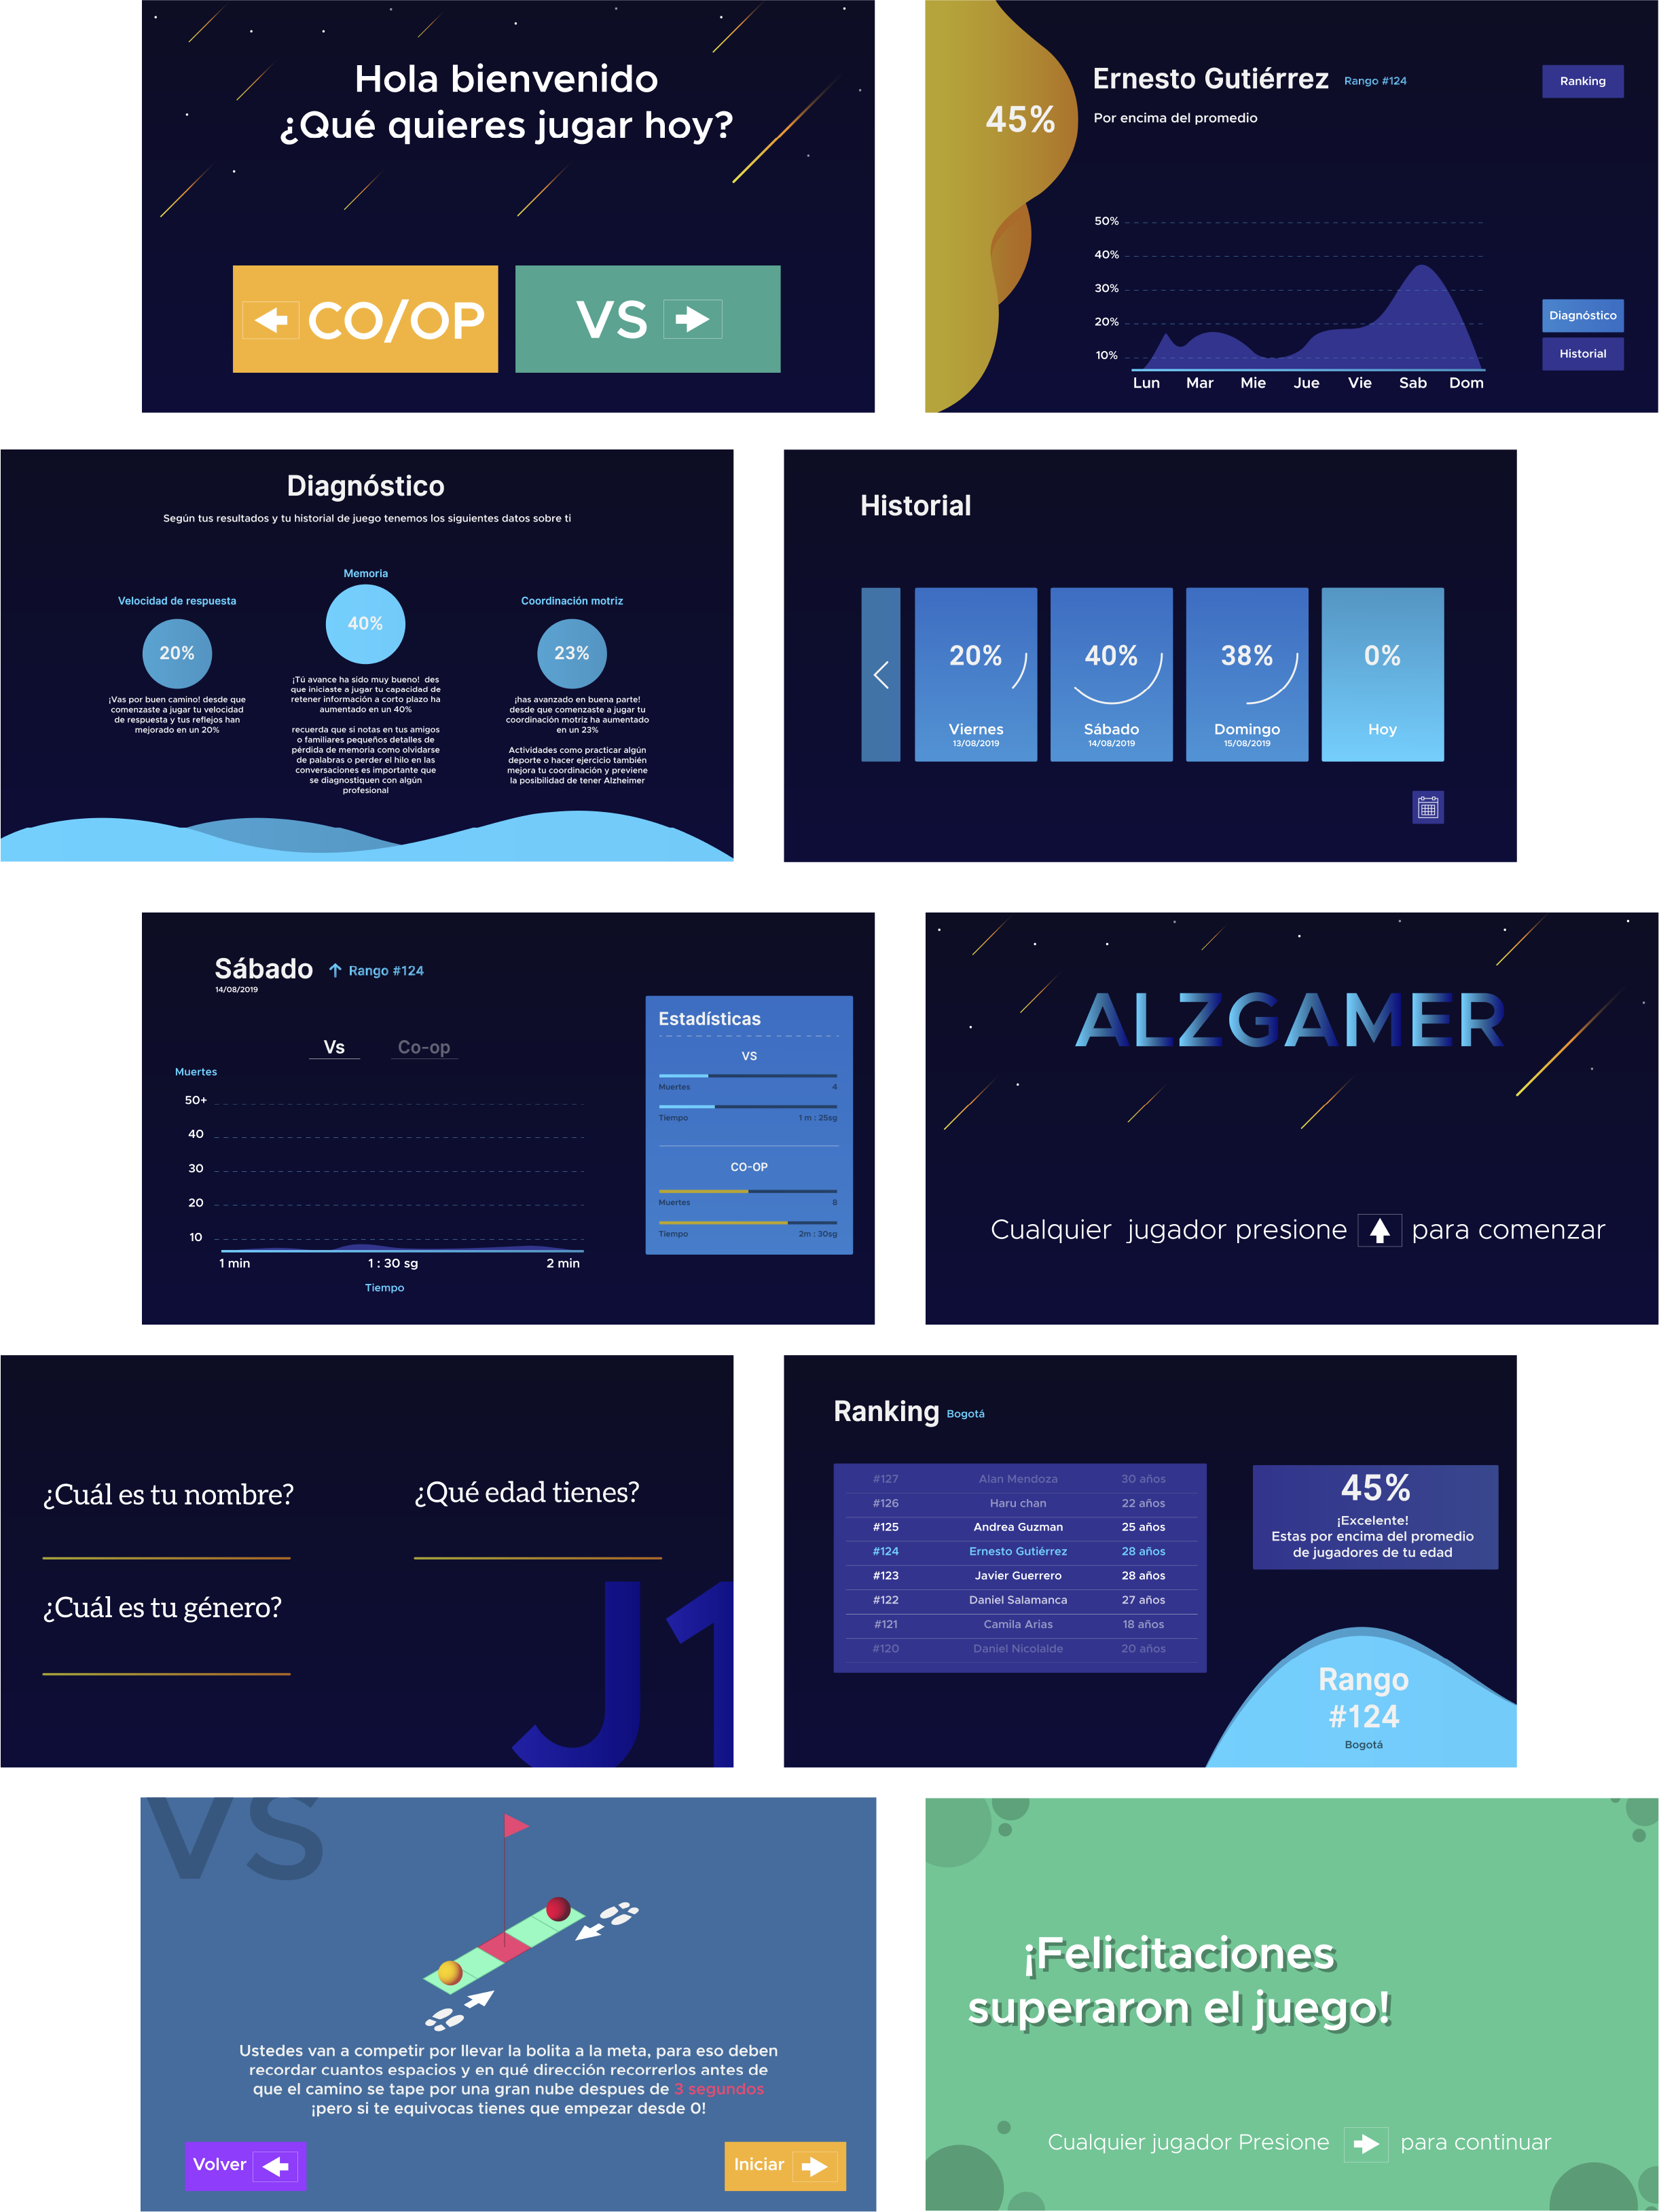 Hola bienvenido
¿Qué quieres jugar hoy?
CO/OP
VS
45%
Ernesto Gutiérrez Rango #124
Ranking
Por encima del promedio
50%
40%
30%
20%
10%
Lun Mar Mie Jue Vie Sab Dom
Diagnóstico
Historial
Diagnóstico
Según tus resultados y tu historial de juego tenemos los siguientes datos sobre ti
Velocidad de respuesta
20%
¡Vas por buen camino! desde que
comenzaste a jugar tu velocidad
de respuesta y tus reflejos han
mejorado en un 20%
Memoria
40%
¡Tú avance ha sido muy bueno! des
que iniciaste a jugar tu capacidad de
retener información a corto plazo ha
aumentado en un 40%
recuerda que si notas en tus amigos
o familiares pequeños detalles de
pérdida de memoria como olvidarse
de palabras o perder el hilo en las
conversaciones es importante que
se diagnostiquen con algún
profesional
Coordinación motriz
23%
¡has avanzado en buena parte!
desde que comenzaste a jugar tu
coordinación motriz ha aumentado
en un 23%
Actividades como practicar algún
deporte o hacer ejercicio también
mejora tu coordinación y previene
la posibilidad de tener Alzheimer
Historial
20%
Viernes
13/08/2019
40%
Sábado
14/08/2019
38%
Domingo
15/08/2019
0%
Hoy
Sábado Rango #124
14/08/2019
Vs Co-op
Muertes
50+
40
30
20
10
1 min 1 : 30 sg 2 min
Tiempo
Estadísticas
VS
Muertes 4
Tiempo 1 m : 25sg
CO-OP
Muertes 8
Tiempo 2m : 30sg
ALZGAMER
Cualquier jugador presione para comenzar
¿Cuál es tu nombre?
¿Qué edad tienes?
¿Cuál es tu género?
J1
Ranking Bogotá
#127 Alan Mendoza 30 años
#126 Haru chan 22 años
#125 Andrea Guzman 25 años
#124 Ernesto Gutiérrez 28 años
#123 Javier Guerrero 28 años
#122 Daniel Salamanca 27 años
#121 Camila Arias 18 años
#120 Daniel Nicolalde 20 años
45%
¡Excelente!
Estas por encima del promedio
de jugadores de tu edad
Rango
#124
Bogotá
VS
Ustedes van a competir por llevar la bolita a la meta, para eso deben
recordar cuantos espacios y en qué dirección recorrerlos antes de
que el camino se tape por una gran nube despues de 3 segundos
¡pero si te equivocas tienes que empezar desde 0!
Volver
Iniciar
¡Felicitaciones
superaron el juego!
Cualquier jugador Presione para continuar